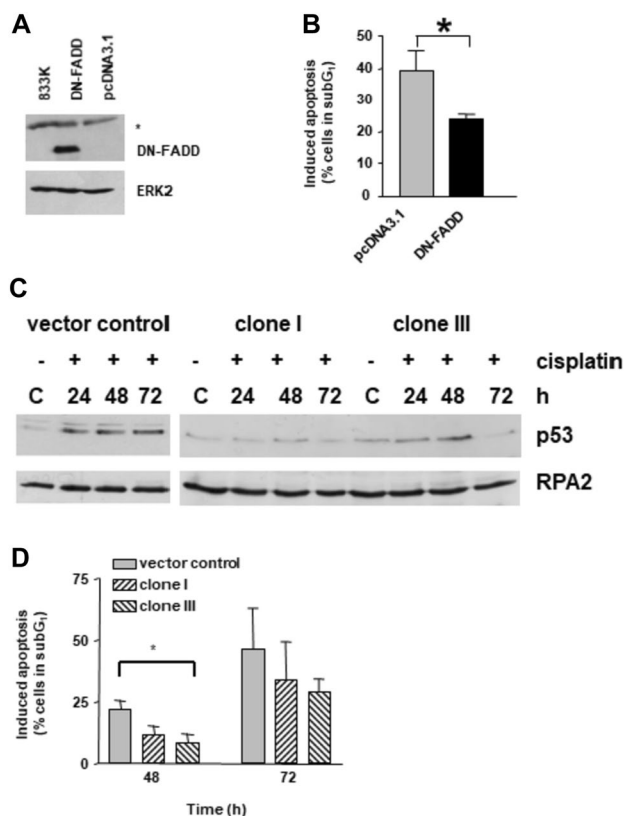 A
833K
DN-FADD
pcDNA3.1
*
DN-FADD
ERK2
B
Induced apoptosis
(% cells in subG1)
50
40
30
20
10
0
*
pcDNA3.1
DN-FADD
C
vector control clone I clone III
- + + + - + + + - + + + cisplatin
C 24 48 72 C 24 48 72 C 24 48 72 h
p53
RPA2
D
vector control
clone I
clone III
Induced apoptosis
(% cells in subG1)
75
50
25
0
*
48 72
Time (h)